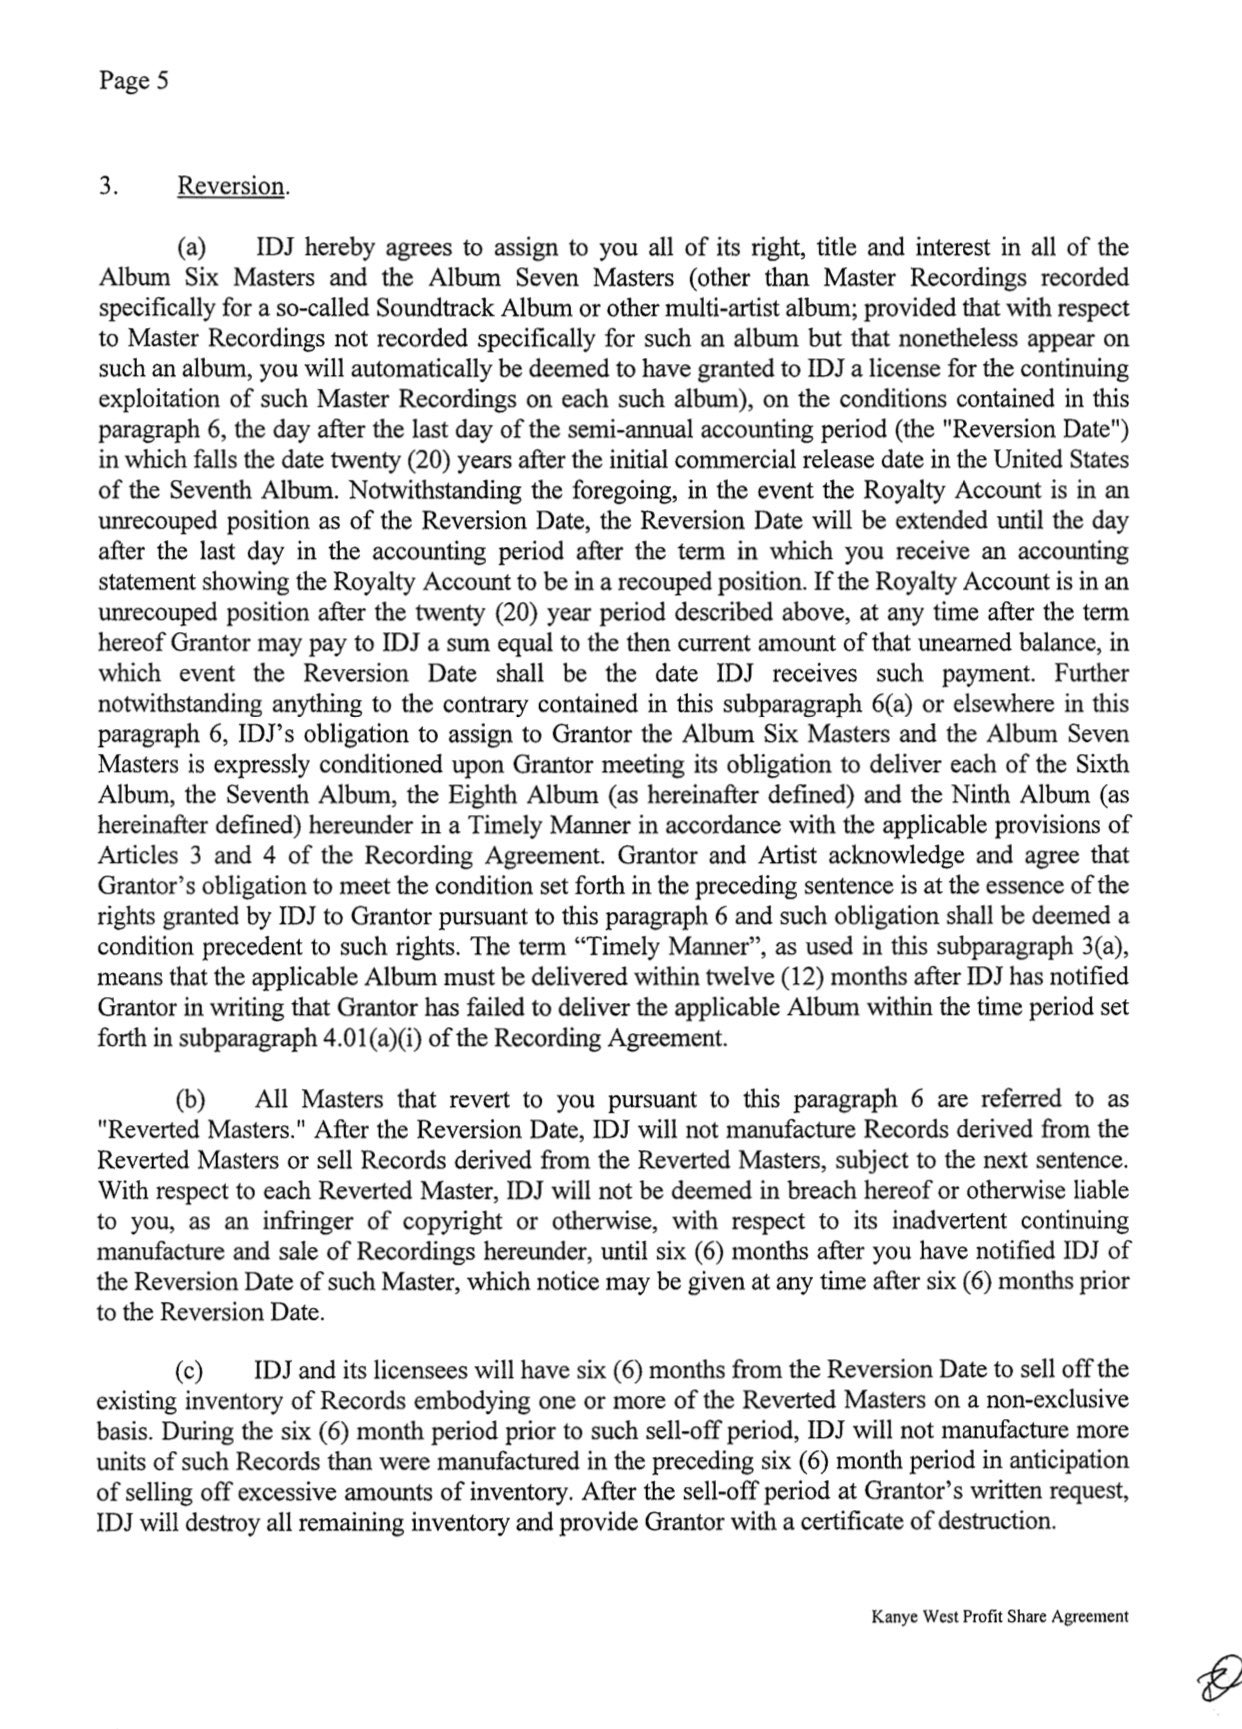 Page 5
3. Reversion.
(a) IDJ hereby agrees to assign to you all of its right, title and interest in all of the
Album Six Masters and the Album Seven Masters (other than Master Recordings recorded
specifically for a so-called Soundtrack Album or other multi-artist album; provided that with respect
to Master Recordings not recorded specifically for such an album but that nonetheless appear on
such an album, you will automatically be deemed to have granted to IDJ a license for the continuing
exploitation of such Master Recordings on each such album), on the conditions contained in this
paragraph 6, the day after the last day of the semi-annual accounting period (the "Reversion Date")
in which falls the date twenty (20) years after the initial commercial release date in the United States
of the Seventh Album. Notwithstanding the foregoing, in the event the Royalty Account is in an
unrecouped position as of the Reversion Date, the Reversion Date will be extended until the day
after the last day in the accounting period after the term in which you receive an accounting
statement showing the Royalty Account to be in a recouped position. If the Royalty Account is in an
unrecouped position after the twenty (20) year period described above, at any time after the term
hereof Grantor may pay to IDJ a sum equal to the then current amount of that unearned balance, in
which event the Reversion Date shall be the date IDJ receives such payment. Further
notwithstanding anything to the contrary contained in this subparagraph 6(a) or elsewhere in this
paragraph 6, IDJ’s obligation to assign to Grantor the Album Six Masters and the Album Seven
Masters is expressly conditioned upon Grantor meeting its obligation to deliver each of the Sixth
Album, the Seventh Album, the Eighth Album (as hereinafter defined) and the Ninth Album (as
hereinafter defined) hereunder in a Timely Manner in accordance with the applicable provisions of
Articles 3 and 4 of the Recording Agreement. Grantor and Artist acknowledge and agree that
Grantor’s obligation to meet the condition set forth in the preceding sentence is at the essence of the
rights granted by IDJ to Grantor pursuant to this paragraph 6 and such obligation shall be deemed a
condition precedent to such rights. The term “Timely Manner”, as used in this subparagraph 3(a),
means that the applicable Album must be delivered within twelve (12) months after IDJ has notified
Grantor in writing that Grantor has failed to deliver the applicable Album within the time period set
forth in subparagraph 4.01(a)(i) of the Recording Agreement.
(b) All Masters that revert to you pursuant to this paragraph 6 are referred to as
"Reverted Masters." After the Reversion Date, IDJ will not manufacture Records derived from the
Reverted Masters or sell Records derived from the Reverted Masters, subject to the next sentence.
With respect to each Reverted Master, IDJ will not be deemed in breach hereof or otherwise liable
to you, as an infringer of copyright or otherwise, with respect to its inadvertent continuing
manufacture and sale of Recordings hereunder, until six (6) months after you have notified IDJ of
the Reversion Date of such Master, which notice may be given at any time after six (6) months prior
to the Reversion Date.
(c) IDJ and its licensees will have six (6) months from the Reversion Date to sell off the
existing inventory of Records embodying one or more of the Reverted Masters on a non-exclusive
basis. During the six (6) month period prior to such sell-off period, IDJ will not manufacture more
units of such Records than were manufactured in the preceding six (6) month period in anticipation
of selling off excessive amounts of inventory. After the sell-off period at Grantor’s written request,
IDJ will destroy all remaining inventory and provide Grantor with a certificate of destruction.
Kanye West Profit Share Agreement